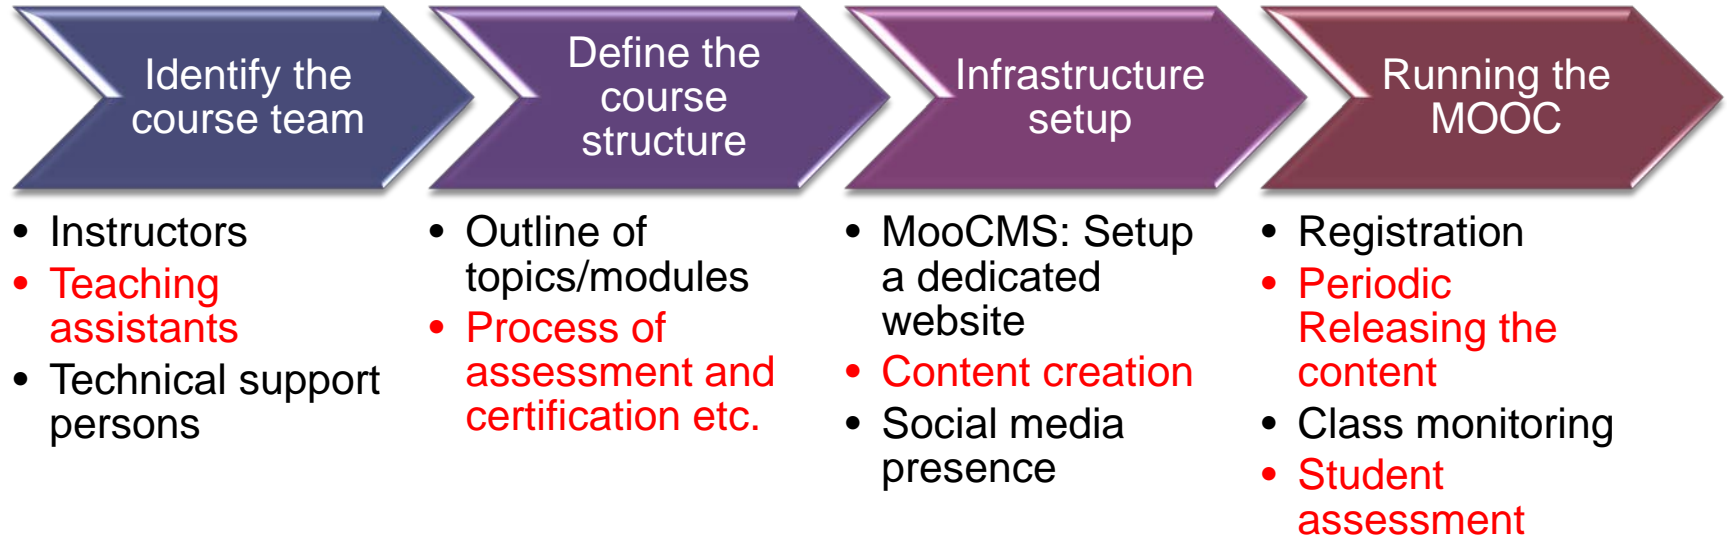 Identify the
course team
Define the
course
structure
Infrastructure
setup
Running the
MOOC
• Instructors
• Teaching
assistants
• Technical support
persons
• Outline of
topics/modules
• Process of
assessment and
certification etc.
• MooCMS: Setup
a dedicated
website
• Content creation
• Social media
presence
• Registration
• Periodic
Releasing the
content
• Class monitoring
• Student
assessment